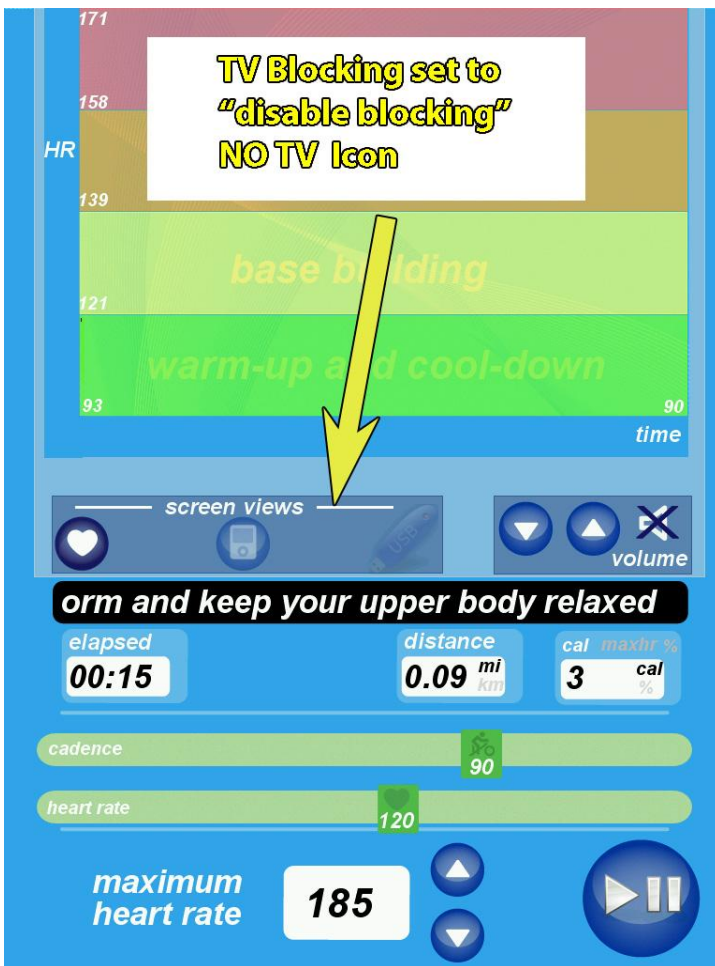 171
TV Blocking set to
“disable blocking”
NO TV Icon
158
HR
139
base building
121
warm-up and cool-down
93
90
time
screen views
USB
volume
orm and keep your upper body relaxed
elapsed
distance
cal maxhr %
00:15
0.09 mi
km
3 cal
%
cadence
90
heart rate
120
maximum
heart rate
185